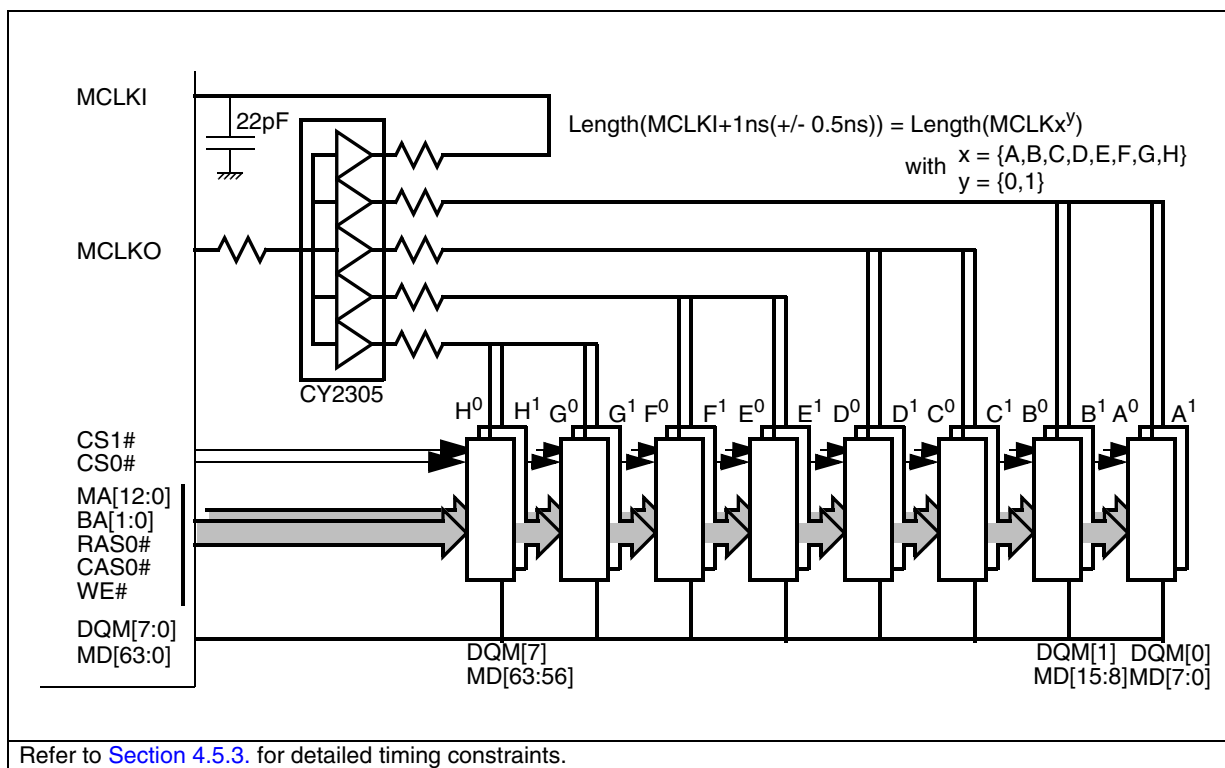 MCLKI
22pF
Length(MCLKI+1ns(+/- 0.5ns)) = Length(MCLKx^y)
with x = {A,B,C,D,E,F,G,H}
y = {0,1}
MCLKO
CY2305
H^0 H^1 G^0 G^1 F^0 F^1 E^0 E^1 D^0 D^1 C^0 C^1 B^0 B^1 A^0 A^1
CS1#
CS0#
MA[12:0]
BA[1:0]
RAS0#
CAS0#
WE#
DQM[7:0]
MD[63:0]
DQM[7]
MD[63:56]
DQM[1]
MD[15:8]
DQM[0]
MD[7:0]
Refer to Section 4.5.3. for detailed timing constraints.